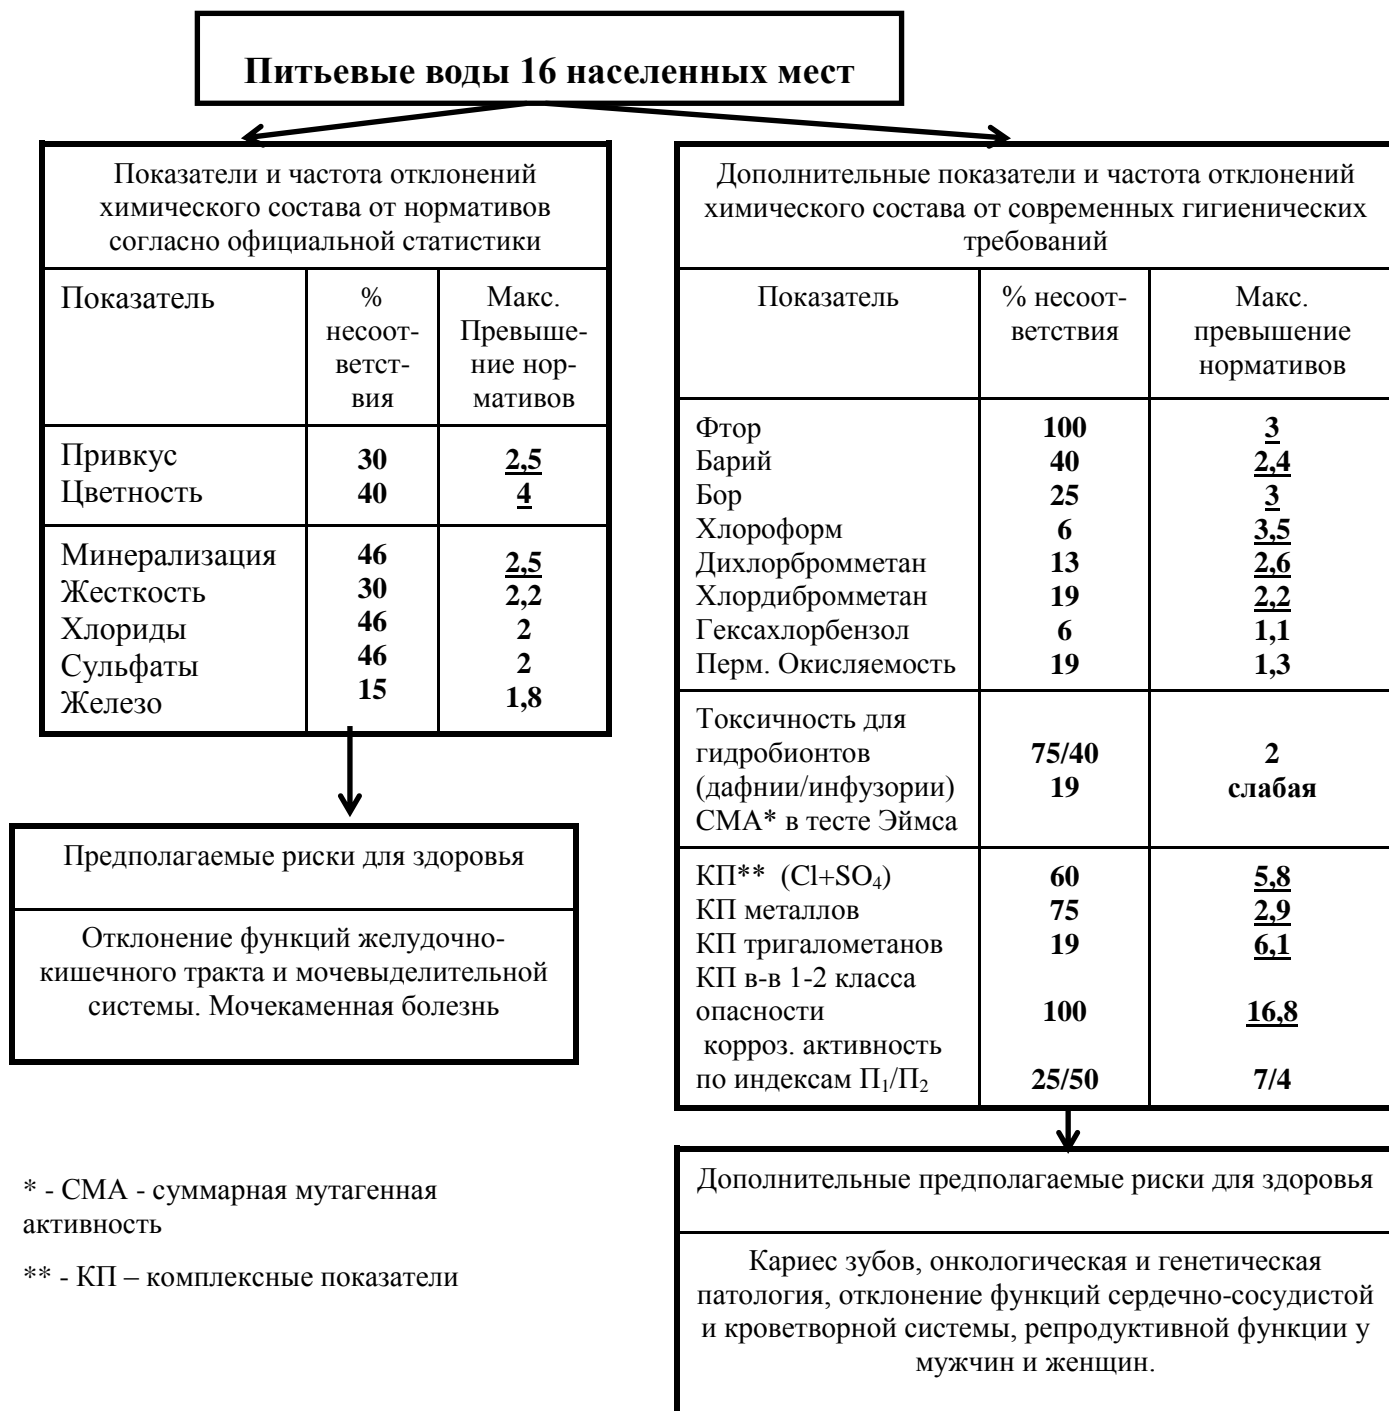 Питьевые воды 16 населенных мест
Показатели и частота отклонений
химического состава от нормативов
согласно официальной статистики
Показатель
%
несоот-
ветст-
вия
Макс.
Превыше-
ние нор-
мативов
Привкус 30 2,5
Цветность 40 4
Минерализация 46 2,5
Жесткость 30 2,2
Хлориды 46 2
Сульфаты 46 2
Железо 15 1,8
Предполагаемые риски для здоровья
Отклонение функций желудочно-
кишечного тракта и мочевыделительной
системы. Мочекаменная болезнь
* - СМА - суммарная мутагенная
активность
** - КП – комплексные показатели
Дополнительные показатели и частота отклонений
химического состава от современных гигиенических
требований
Показатель
% несоот-
ветствия
Макс.
превышение
нормативов
Фтор 100 3
Барий 40 2,4
Бор 25 3
Хлороформ 6 3,5
Дихлорбромметан 13 2,6
Хлордибромметан 19 2,2
Гексахлорбензол 6 1,1
Перм. Окисляемость 19 1,3
Токсичность для
гидробионтов 75/40 2
(дафнии/инфузории) 19 слабая
СМА* в тесте Эймса
КП** (Cl+SO₄) 60 5,8
КП металлов 75 2,9
КП тригалометанов 19 6,1
КП в-в 1-2 класса
опасности 100 16,8
корроз. активность
по индексам П₁/П₂ 25/50 7/4
Дополнительные предполагаемые риски для здоровья
Кариес зубов, онкологическая и генетическая
патология, отклонение функций сердечно-сосудистой
и кроветворной системы, репродуктивной функции у
мужчин и женщин.